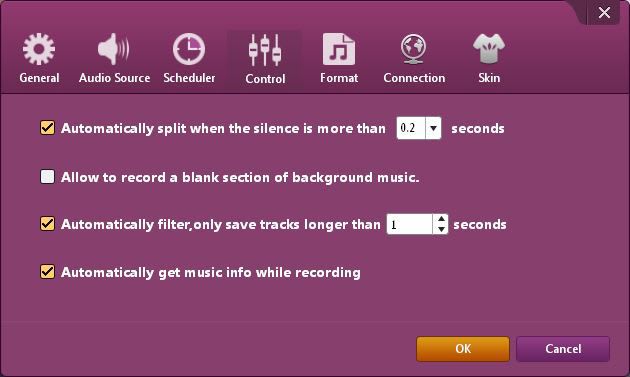 General Audio Source Scheduler Control Format Connection Skin
Automatically split when the silence is more than 0.2 seconds
Allow to record a blank section of background music.
Automatically filter,only save tracks longer than 1 seconds
Automatically get music info while recording
OK Cancel